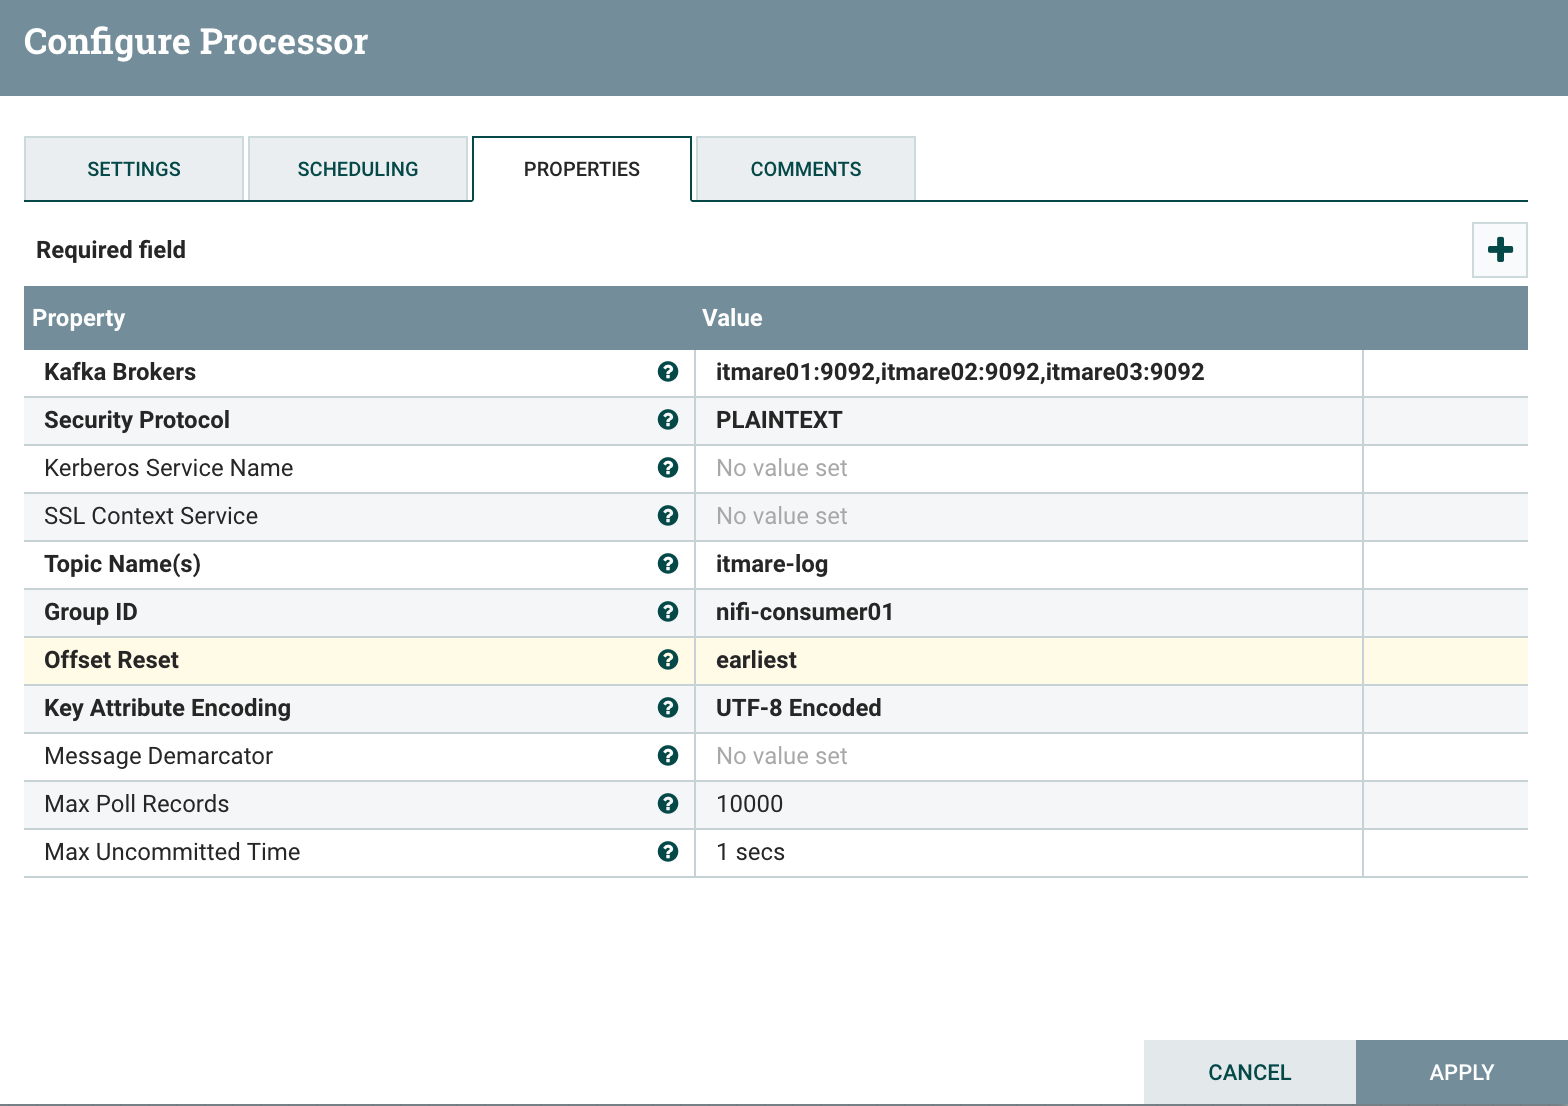 Configure Processor
SETTINGS SCHEDULING PROPERTIES COMMENTS
Required field
Property Value
Kafka Brokers itmare01:9092,itmare02:9092,itmare03:9092
Security Protocol PLAINTEXT
Kerberos Service Name No value set
SSL Context Service No value set
Topic Name(s) itmare-log
Group ID nifi-consumer01
Offset Reset earliest
Key Attribute Encoding UTF-8 Encoded
Message Demarcator No value set
Max Poll Records 10000
Max Uncommitted Time 1 secs
CANCEL APPLY